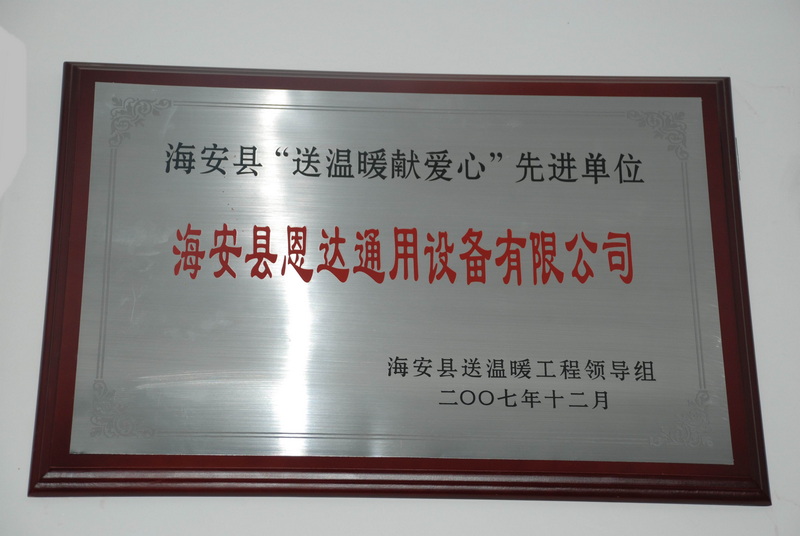 海安县“送温暖献爱心”先进单位
海安县恩达通用设备有限公司
海安县送温暖工程领导组
二〇〇七年十二月